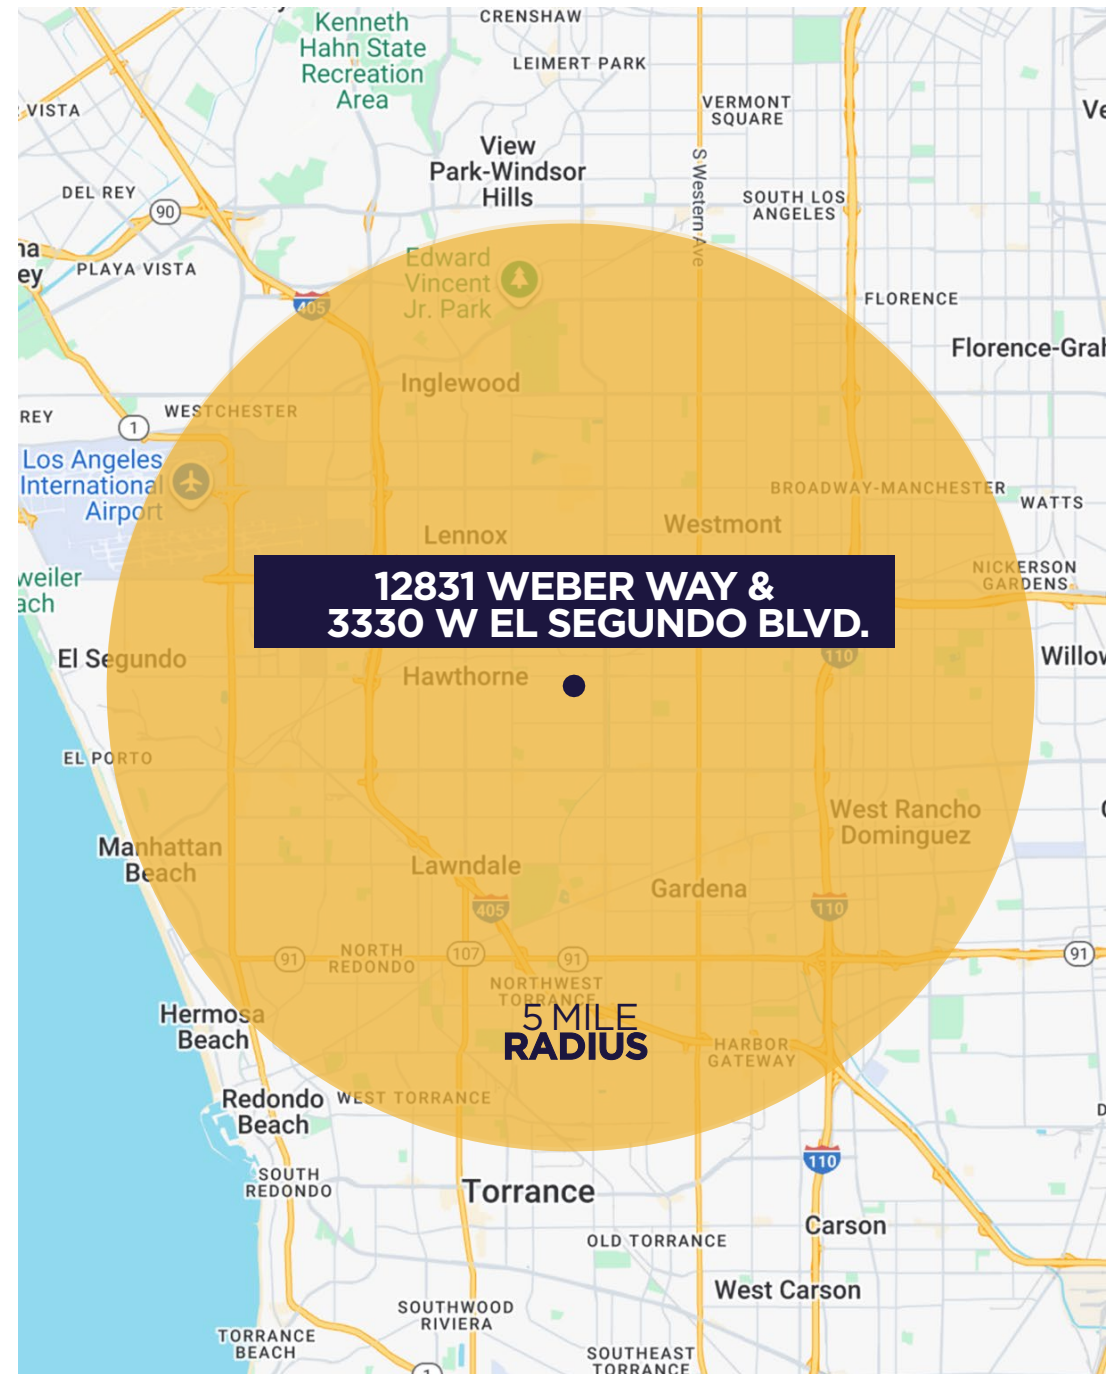 Kenneth
Hahn State
Recreation
Area
CRENSHAW
LEIMERT PARK
VISTA
VERMONT
SQUARE
View
Park-Windsor
Hills
S Western Ave
DEL REY
90
SOUTH LOS
ANGELES
PLAYA VISTA
Edward
Vincent
Jr. Park
405
FLORENCE
Florence-Grah
Inglewood
REY
WESTCHESTER
1
Los Angeles
International
Airport
BROADWAY-MANCHESTER
WATTS
Lennox
Westmont
NICKERSON
GARDENS
weiler
ach
12831 WEBER WAY &
3330 W EL SEGUNDO BLVD.
El Segundo
110
Willow
Hawthorne
EL PORTO
West Rancho
Dominguez
Manhattan
Beach
Lawndale
Gardena
405
110
91
NORTH
REDONDO
107
91
91
NORTHWEST
TORRANCE
5 MILE
RADIUS
Hermosa
Beach
HARBOR
GATEWAY
Redondo
Beach
WEST TORRANCE
110
SOUTH
REDONDO
Torrance
Carson
OLD TORRANCE
West Carson
SOUTHWOOD
RIVIERA
TORRANCE
BEACH
SOUTHEAST
TORRANCE
1